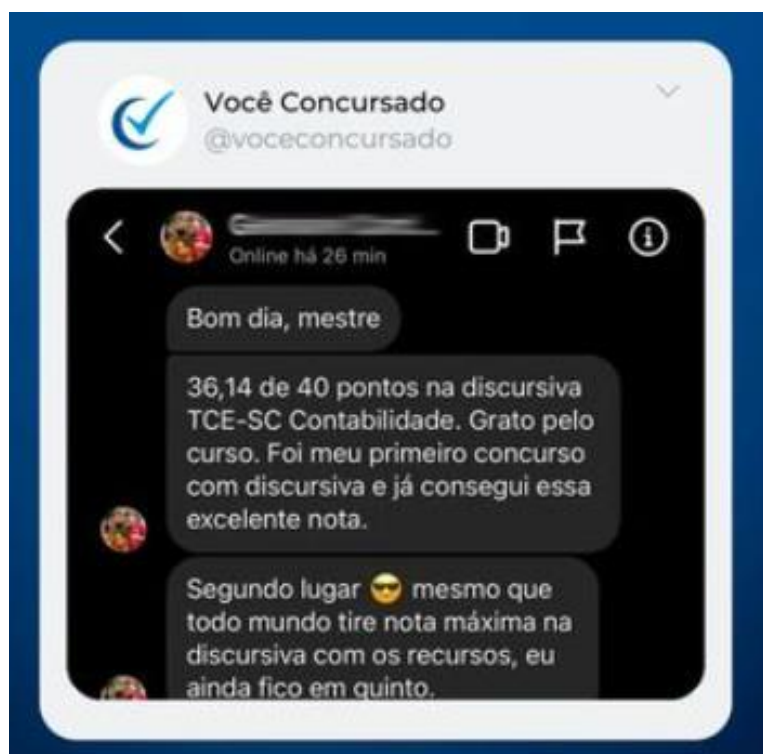 Você Concursado
@voceconcursado
Online há 26 min
Bom dia, mestre
36,14 de 40 pontos na discursiva
TCE-SC Contabilidade. Grato pelo
curso. Foi meu primeiro concurso
com discursiva e já consegui essa
excelente nota.
Segundo lugar 😎 mesmo que
todo mundo tire nota máxima na
discursiva com os recursos, eu
ainda fico em quinto.